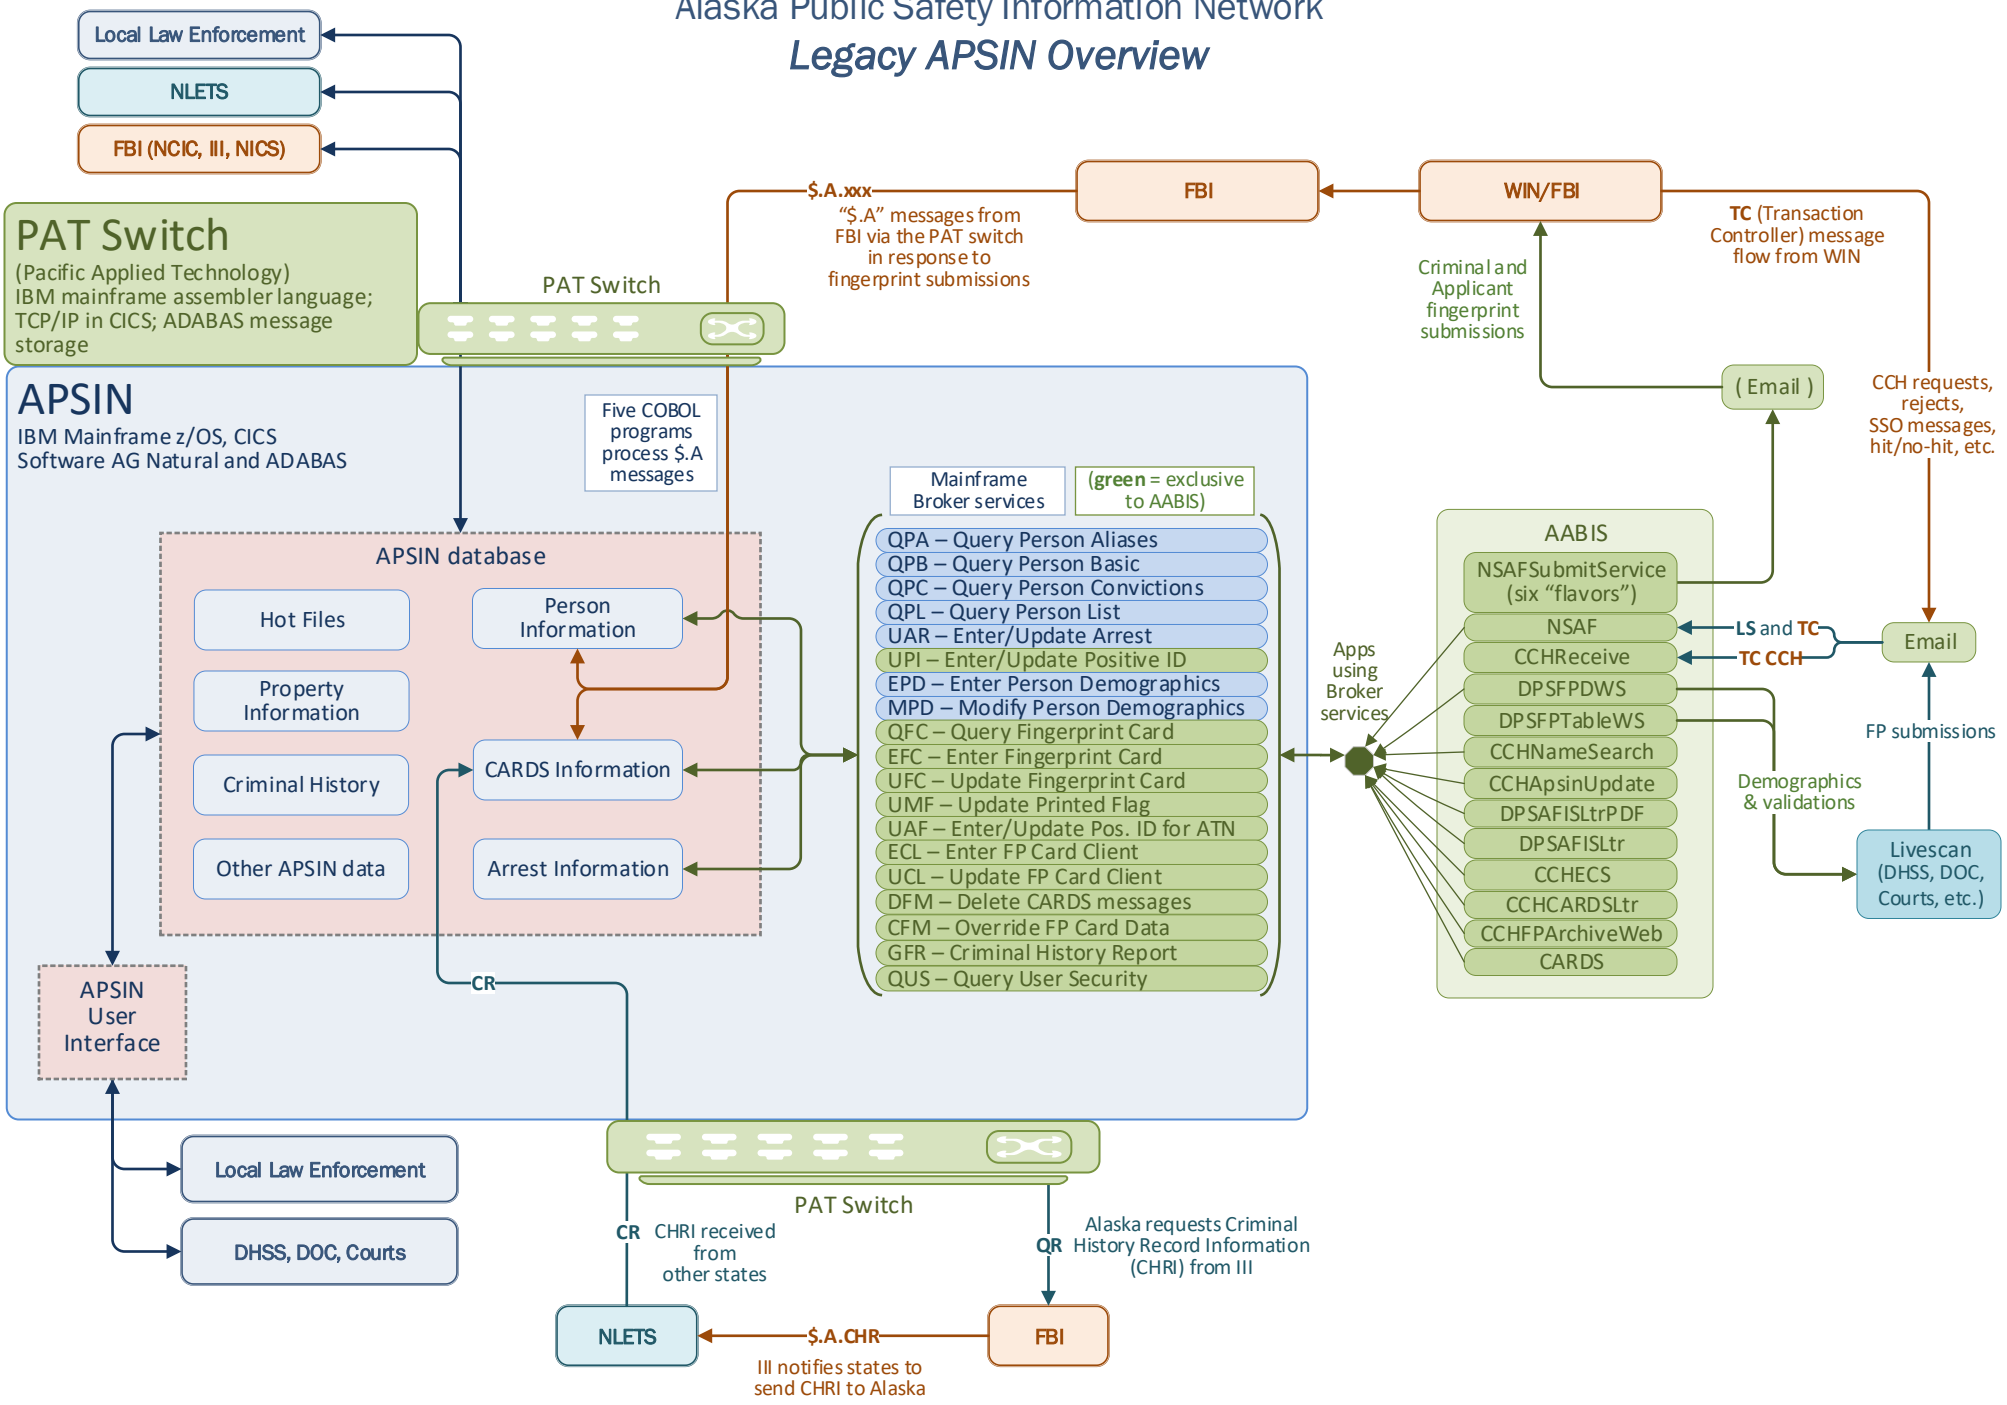 Alaska Public Safety Information Network
Legacy APSIN Overview
Local Law Enforcement
NLETS
FBI (NCIC, III, NICS)
PAT Switch
(Pacific Applied Technology)
IBM mainframe assembler language;
TCP/IP in CICS; ADABAS message
storage
PAT Switch
$.A.xxx
"$.A" messages from
FBI via the PAT switch
in response to
fingerprint submissions
FBI
WIN/FBI
TC (Transaction
Controller) message
flow from WIN
Criminal and
Applicant
fingerprint
submissions
( Email )
CCH requests,
rejects,
SSO messages,
hit/no-hit, etc.
APSIN
IBM Mainframe z/OS, CICS
Software AG Natural and ADABAS
Five COBOL
programs
process $.A
messages
Mainframe
Broker services
(green = exclusive
to AABIS)
APSIN database
Hot Files
Property
Information
Criminal History
Other APSIN data
Person
Information
CARDS Information
Arrest Information
QPA – Query Person Aliases
QPB – Query Person Basic
QPC – Query Person Convictions
QPL – Query Person List
UAR – Enter/Update Arrest
UPI – Enter/Update Positive ID
EPD – Enter Person Demographics
MPD – Modify Person Demographics
QFC – Query Fingerprint Card
EFC – Enter Fingerprint Card
UFC – Update Fingerprint Card
UMF – Update Printed Flag
UAF – Enter/Update Pos. ID for ATN
ECL – Enter FP Card Client
UCL – Update FP Card Client
DFM – Delete CARDS messages
CFM – Override FP Card Data
GFR – Criminal History Report
QUS – Query User Security
Apps
using
Broker
services
AABIS
NSAFSubmitService
(six "flavors")
NSAF
CCHReceive
DPSFPDWS
DPSFPTableWS
CCHNameSearch
CCHApsinUpdate
DPSAFISLtrPDF
DPSAFISLtr
CCHECS
CCHCARDSLtr
CCHFPArchiveWeb
CARDS
LS and TC
TC CCH
Email
FP submissions
Demographics
& validations
Livescan
(DHSS, DOC,
Courts, etc.)
CR
APSIN
User
Interface
Local Law Enforcement
DHSS, DOC, Courts
PAT Switch
CR
CHRI received
from
other states
QR
Alaska requests Criminal
History Record Information
(CHRI) from III
NLETS
$.A.CHR
FBI
III notifies states to
send CHRI to Alaska